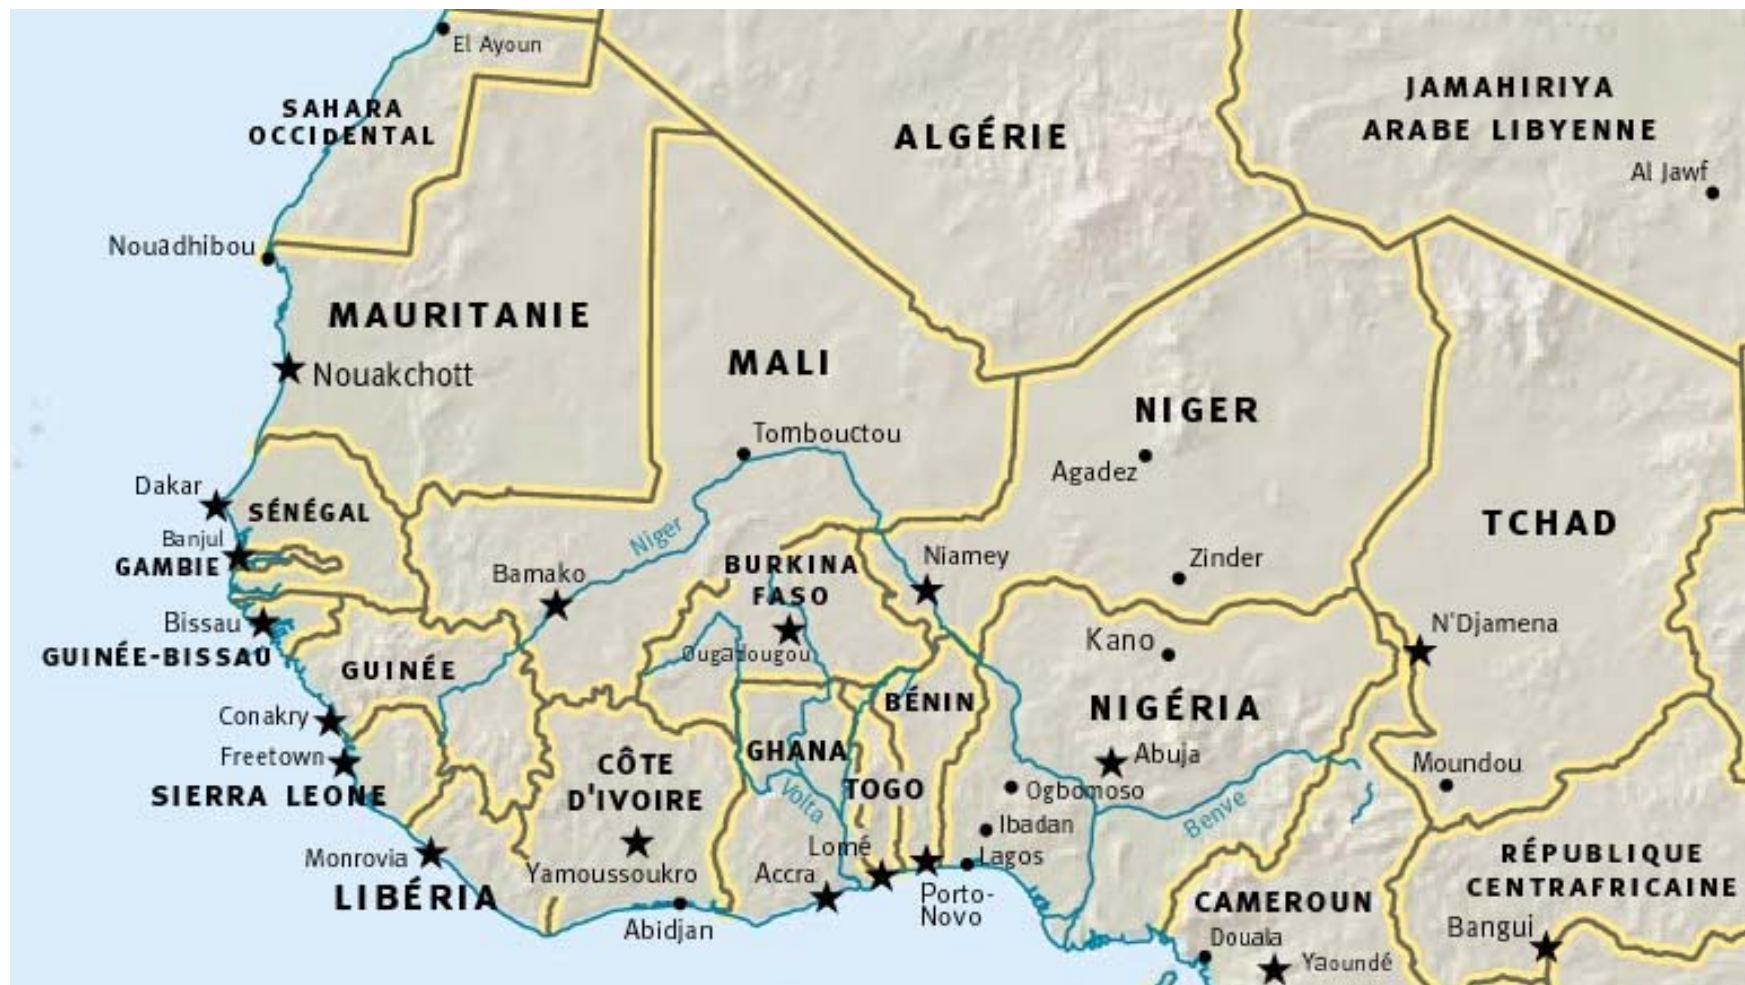 El Ayoun
SAHARA
OCCIDENTAL
ALGÉRIE
JAMAHIRIYA
ARABE LIBYENNE
Al Jawf
Nouadhibou
MAURITANIE
Nouakchott
MALI
NIGER
Tombouctou
Agadez
Dakar
SÉNÉGAL
TCHAD
Banjul
GAMBIE
Niger
Bamako
BURKINA
FASO
Niamey
Zinder
Bissau
GUINÉE-BISSAU
GUINÉE
Ougadougou
Kano
N'Djamena
BÉNIN
NIGÉRIA
Conakry
Freetown
SIERRA LEONE
CÔTE
D'IVOIRE
GHANA
Volta
TOGO
Abuja
Ogbomoso
Benve
Moundou
Ibadan
Lagos
Monrovia
LIBÉRIA
Yamoussoukro
Abidjan
Accra
Lomé
Porto-
Novo
RÉPUBLIQUE
CENTRAFRICAINE
CAMEROUN
Bangui
Douala
Yaoundé